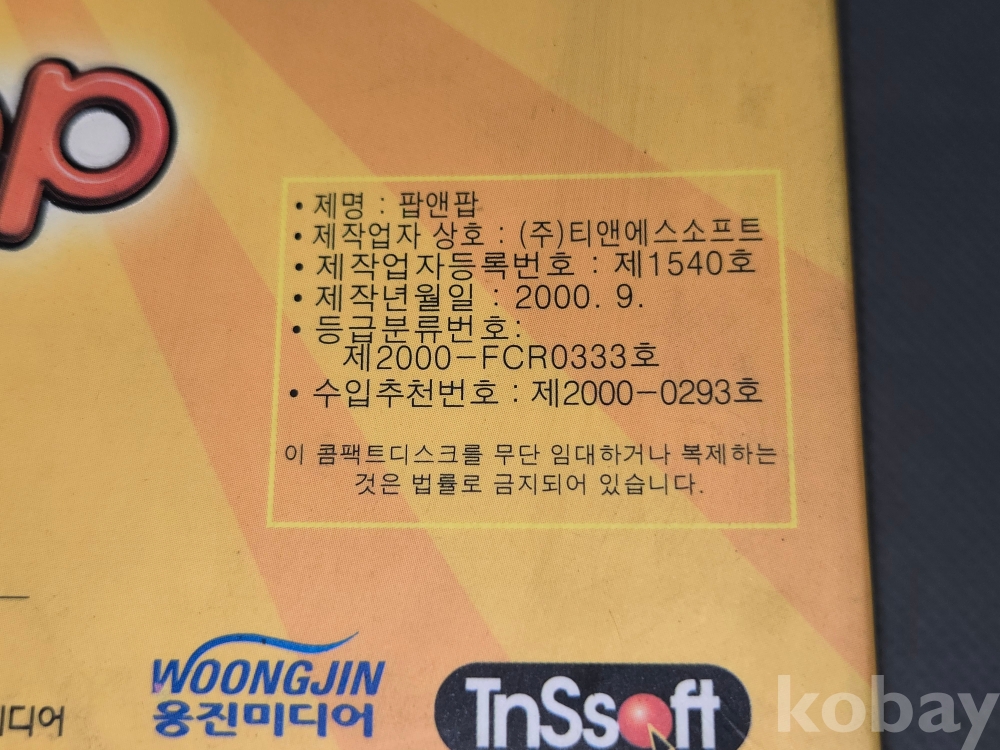 op
• 제명 : 팝앤팝
• 제작업자 상호 : (주)티앤에스소프트
• 제작업자등록번호 : 제1540호
• 제작년월일 : 2000. 9.
• 등급분류번호:
제2000-FCR0333호
• 수입추천번호 : 제2000-0293호
이 콤팩트디스크를 무단 임대하거나 복제하는
것은 법률로 금지되어 있습니다.
WOONGJIN
웅진미디어
미디어
TnSsoft
kobay